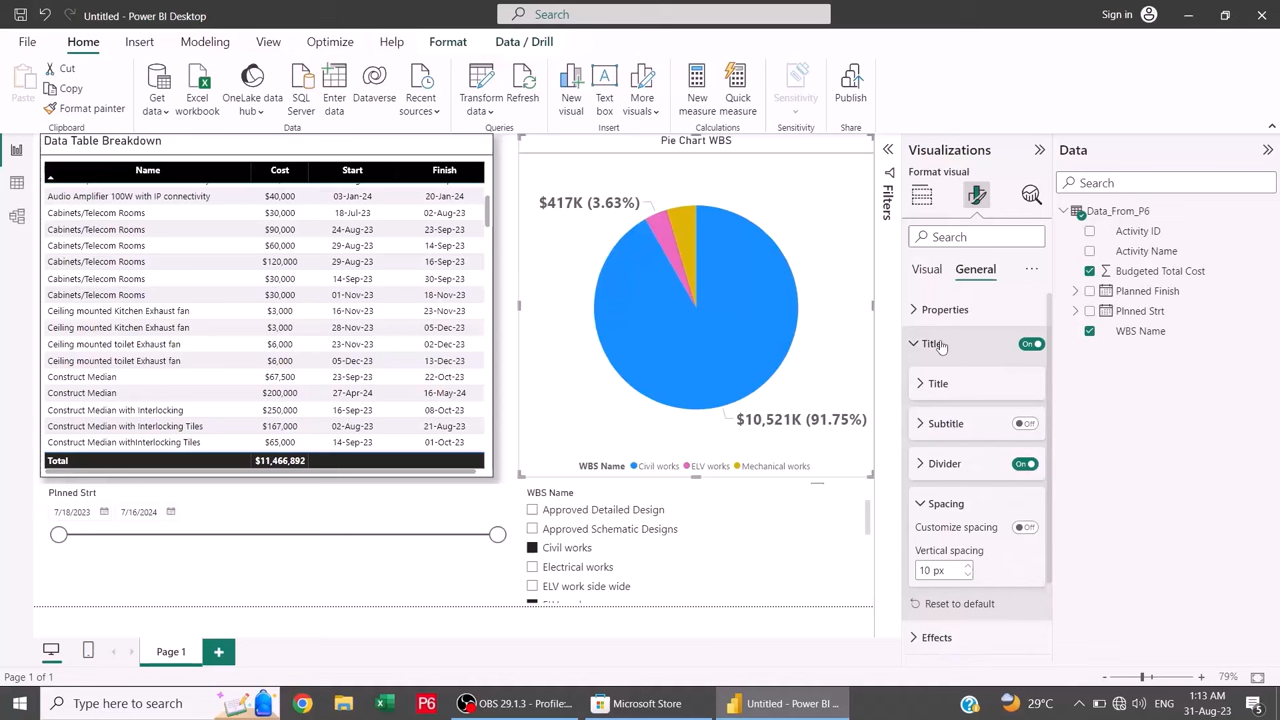 Untitled - Power BI Desktop
Search
Sign in
File Home Insert Modeling View Optimize Help Format Data / Drill
Paste
Cut
Copy
Format painter
Get data
Excel workbook
OneLake data hub
SQL Server
Enter data
Dataverse
Recent sources
Transform data
Refresh
New visual
Text box
More visuals
New measure
Quick measure
Sensitivity
Publish
Clipboard Data Queries Insert Calculations Sensitivity Share
Data Table Breakdown
Name Cost Start Finish
Audio Amplifier 100W with IP connectivity $40,000 03-Jan-24 20-Jan-24
Cabinets/Telecom Rooms $30,000 18-Jul-23 02-Aug-23
Cabinets/Telecom Rooms $90,000 24-Aug-23 23-Sep-23
Cabinets/Telecom Rooms $60,000 29-Aug-23 14-Sep-23
Cabinets/Telecom Rooms $120,000 29-Aug-23 16-Sep-23
Cabinets/Telecom Rooms $30,000 14-Sep-23 30-Sep-23
Cabinets/Telecom Rooms $30,000 01-Nov-23 18-Nov-23
Ceiling mounted Kitchen Exhaust fan $3,000 16-Nov-23 23-Nov-23
Ceiling mounted Kitchen Exhaust fan $3,000 28-Nov-23 05-Dec-23
Ceiling mounted toilet Exhaust fan $6,000 23-Nov-23 02-Dec-23
Ceiling mounted toilet Exhaust fan $6,000 05-Dec-23 13-Dec-23
Construct Median $67,500 23-Sep-23 22-Oct-23
Construct Median $200,000 27-Apr-24 16-May-24
Construct Median with Interlocking $250,000 16-Sep-23 08-Oct-23
Construct Median with Interlocking Tiles $167,000 02-Aug-23 21-Aug-23
Construct Median withInterlocking Tiles $65,000 14-Sep-23 01-Oct-23
Total $11,466,892
Plnned Strt
7/18/2023 7/16/2024
Pie Chart WBS
$417K (3.63%)
$10,521K (91.75%)
WBS Name Civil works ELV works Mechanical works
WBS Name
Approved Detailed Design
Approved Schematic Designs
Civil works
Electrical works
ELV work side wide
Filters
Visualizations
Format visual
Search
Visual General
Properties
Title On
Title
Subtitle Off
Divider On
Spacing
Customize spacing Off
Vertical spacing
10 px
Reset to default
Effects
Data
Search
Data_From_P6
Activity ID
Activity Name
Budgeted Total Cost
Planned Finish
Plnned Strt
WBS Name
Page 1
Page 1 of 1
79%
Type here to search
P6
OBS 29.1.3 - Profile:...
Microsoft Store
Untitled - Power BI ...
29°C
1:13 AM
31-Aug-23
5